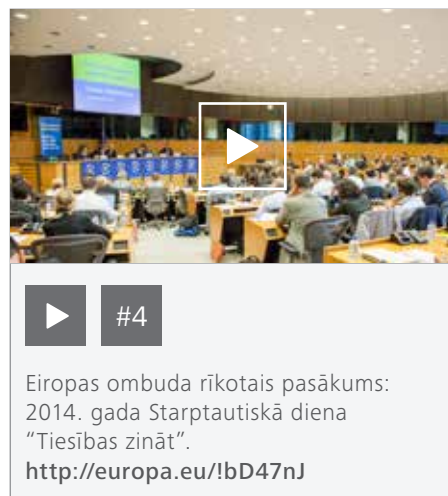 #4
Eiropas ombuda rīkotais pasākums:
2014. gada Starptautiskā diena
“Tiesības zināt”.
http://europa.eu/!bD47nJ